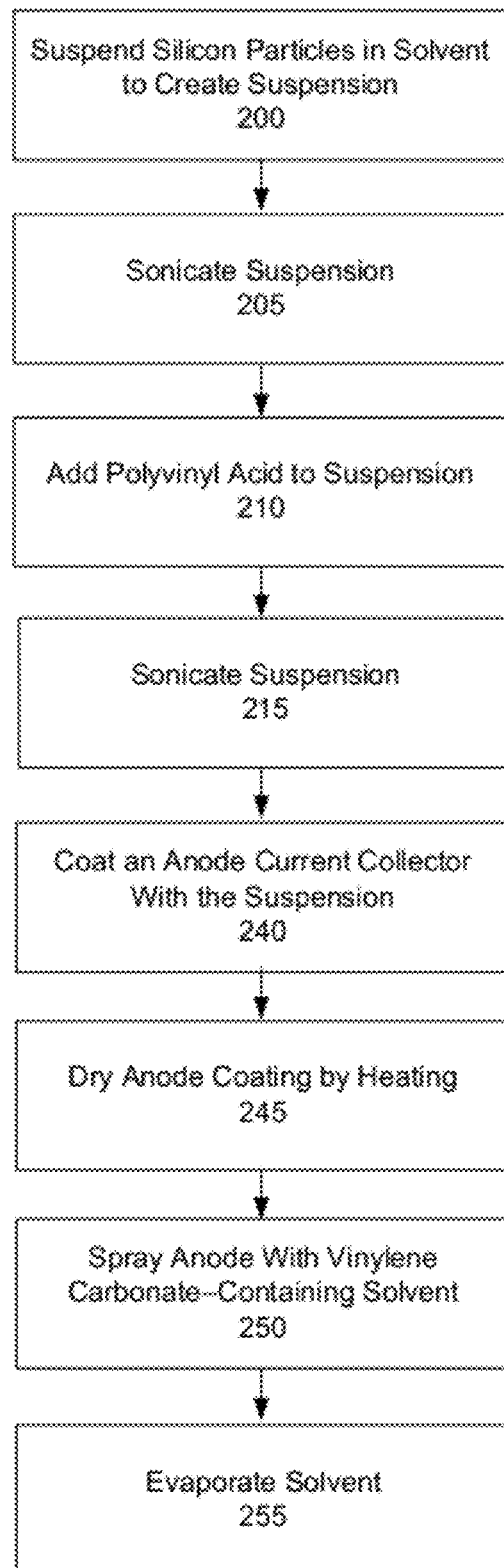 Suspend Silicon Particles in Solvent
to Create Suspension
200
Sonicate Suspension
205
Add Polyvinyl Acid to Suspension
210
Sonicate Suspension
215
Coat an Anode Current Collector
With the Suspension
240
Dry Anode Coating by Heating
245
Spray Anode With Vinylene
Carbonate–Containing Solvent
250
Evaporate Solvent
255